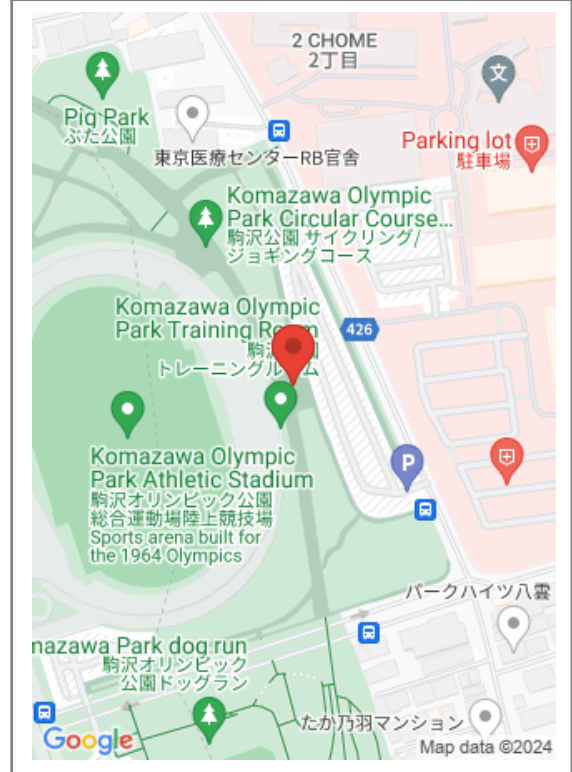 2 CHOME
2丁目
Pig Park
ぶた公園
東京医療センターRB官舎
Parking lot
駐車場
Komazawa Olympic
Park Circular Course...
駒沢公園 サイクリング/
ジョギングコース
Komazawa Olympic
Park Training Room
駒沢公園
トレーニングルーム
426
P
Komazawa Olympic
Park Athletic Stadium
駒沢オリンピック公園
総合運動場陸上競技場
Sports arena built for
the 1964 Olympics
パークハイツ八雲
mazawa Park dog run
駒沢オリンピック
公園ドッグラン
たか乃羽マンション
Google
Map data ©2024
文